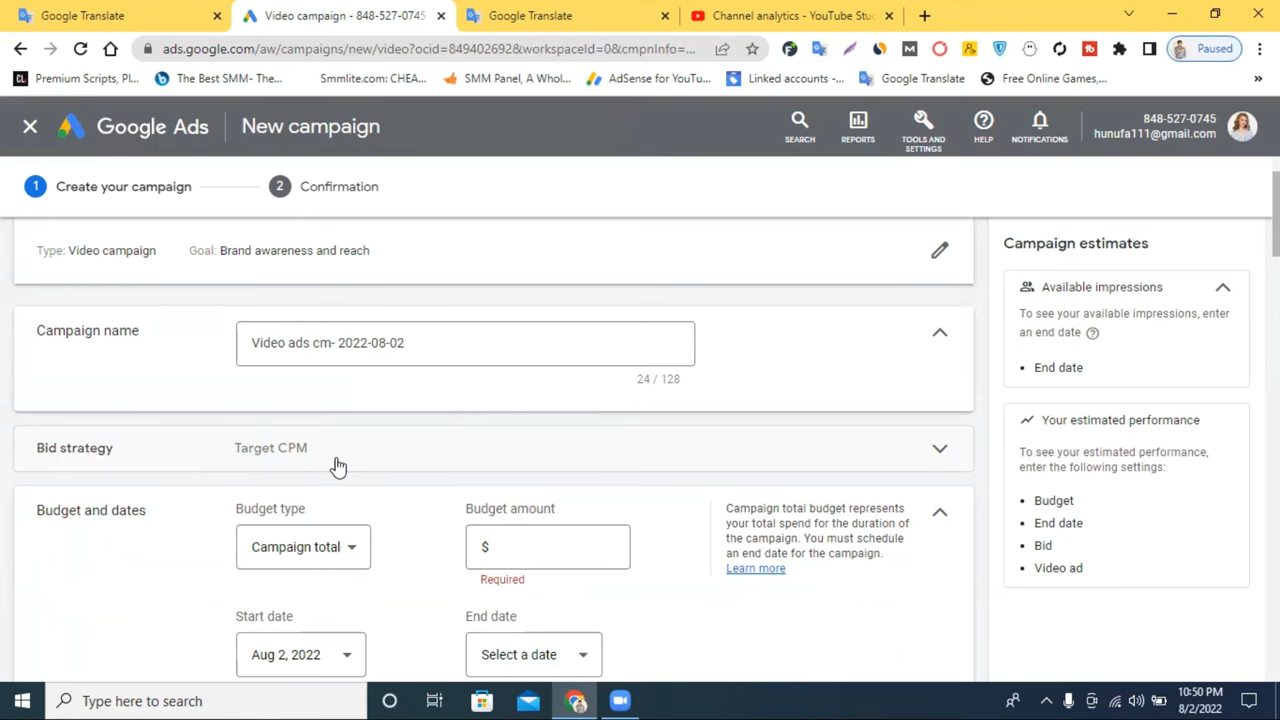 Google Translate
Video campaign - 848-527-0745
Google Translate
Channel analytics - YouTube Stu
ads.google.com/aw/campaigns/new/video?ocid=849402692&workspaceId=0&cmpnInfo=...
Paused
Premium Scripts, Pl...
The Best SMM- The...
Smmlite.com: CHEA...
SMM Panel, A Whol...
AdSense for YouTu...
Linked accounts -...
Google Translate
Free Online Games,...
Google Ads
New campaign
SEARCH
REPORTS
TOOLS AND SETTINGS
HELP
NOTIFICATIONS
848-527-0745
hunufa111@gmail.com
1 Create your campaign
2 Confirmation
Type: Video campaign
Goal: Brand awareness and reach
Campaign name
Video ads cm- 2022-08-02
24 / 128
Bid strategy
Target CPM
Budget and dates
Budget type
Campaign total
Budget amount
$
Required
Campaign total budget represents
your total spend for the duration of
the campaign. You must schedule
an end date for the campaign.
Learn more
Start date
Aug 2, 2022
End date
Select a date
Campaign estimates
Available impressions
To see your available impressions, enter
an end date
• End date
Your estimated performance
To see your estimated performance,
enter the following settings:
• Budget
• End date
• Bid
• Video ad
Type here to search
10:50 PM
8/2/2022